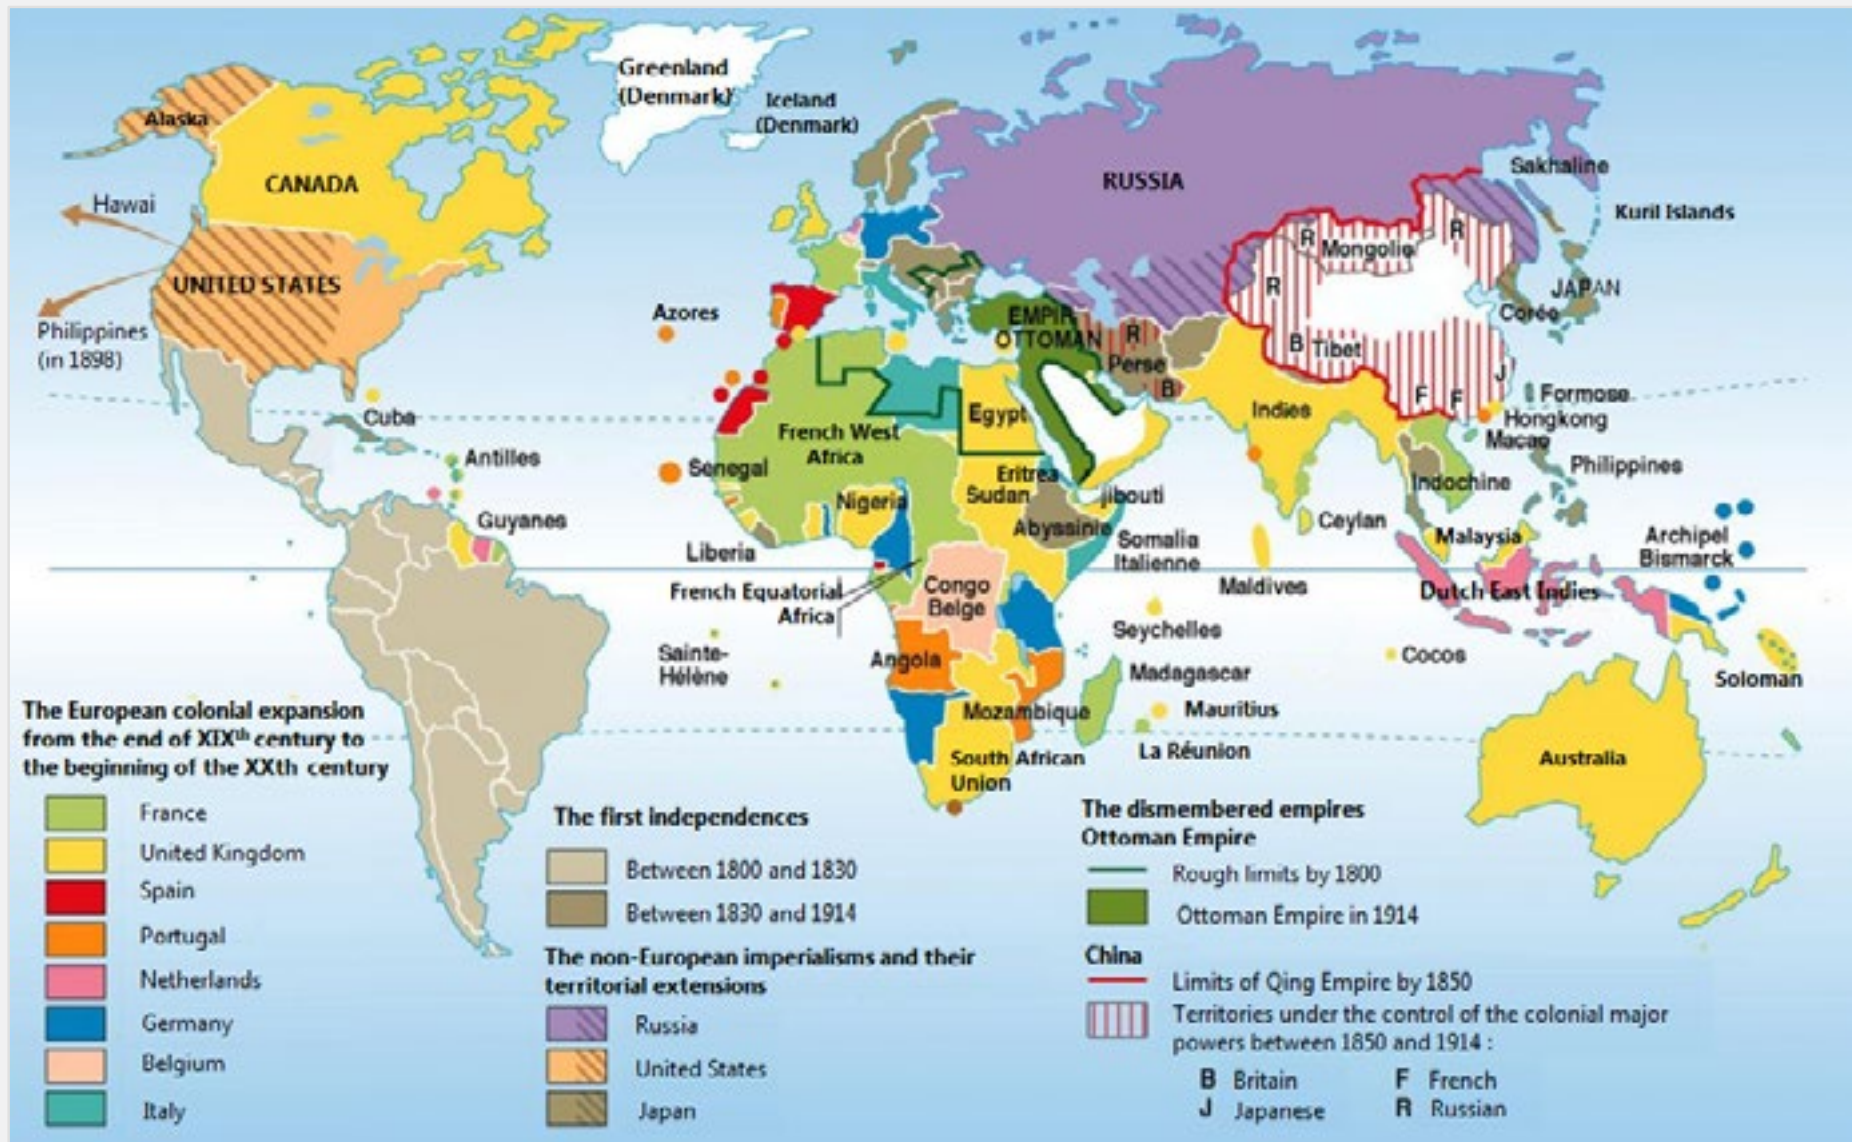 Greenland
(Denmark)
Iceland
(Denmark)
Alaska
CANADA
RUSSIA
Sakhaline
Kuril Islands
Hawai
UNITED STATES
Philippines
(in 1898)
Azores
EMPIR
OTTOMAN
R
Perse
B
R
Mongolie
R
R
B
Tibet
F
F
J
JAPAN
Corée
Formose
Hongkong
Macao
Philippines
Cuba
Antilles
Guyanes
French West
Africa
Egypt
Indies
Senegal
Nigeria
Eritrea
Sudan
jibouti
Abyssinie
Indochine
Liberia
Somalia
Italienne
Ceylan
Malaysia
Archipel
Bismarck
Maldives
French Equatorial
Africa
Congo
Belge
Dutch East Indies
Seychelles
Sainte-
Hélène
Angola
Madagascar
Cocos
Soloman
Mozambique
Mauritius
La Réunion
South African
Union
Australia
The European colonial expansion
from the end of XIXth century to
the beginning of the XXth century
France
United Kingdom
Spain
Portugal
Netherlands
Germany
Belgium
Italy
The first independences
Between 1800 and 1830
Between 1830 and 1914
The non-European imperialisms and their
territorial extensions
Russia
United States
Japan
The dismembered empires
Ottoman Empire
Rough limits by 1800
Ottoman Empire in 1914
China
Limits of Qing Empire by 1850
Territories under the control of the colonial major
powers between 1850 and 1914 :
B Britain
F French
J Japanese
R Russian